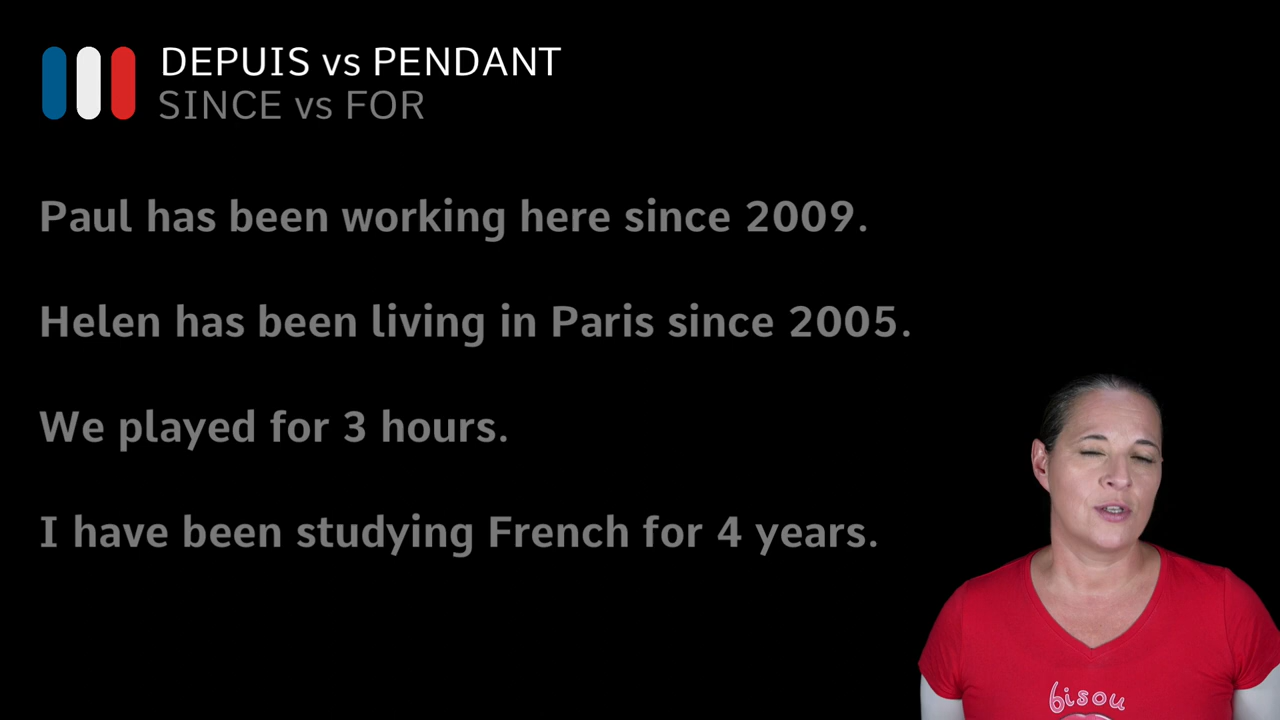 DEPUIS vs PENDANT
SINCE vs FOR
Paul has been working here since 2009.
Helen has been living in Paris since 2005.
We played for 3 hours.
I have been studying French for 4 years.
bisou